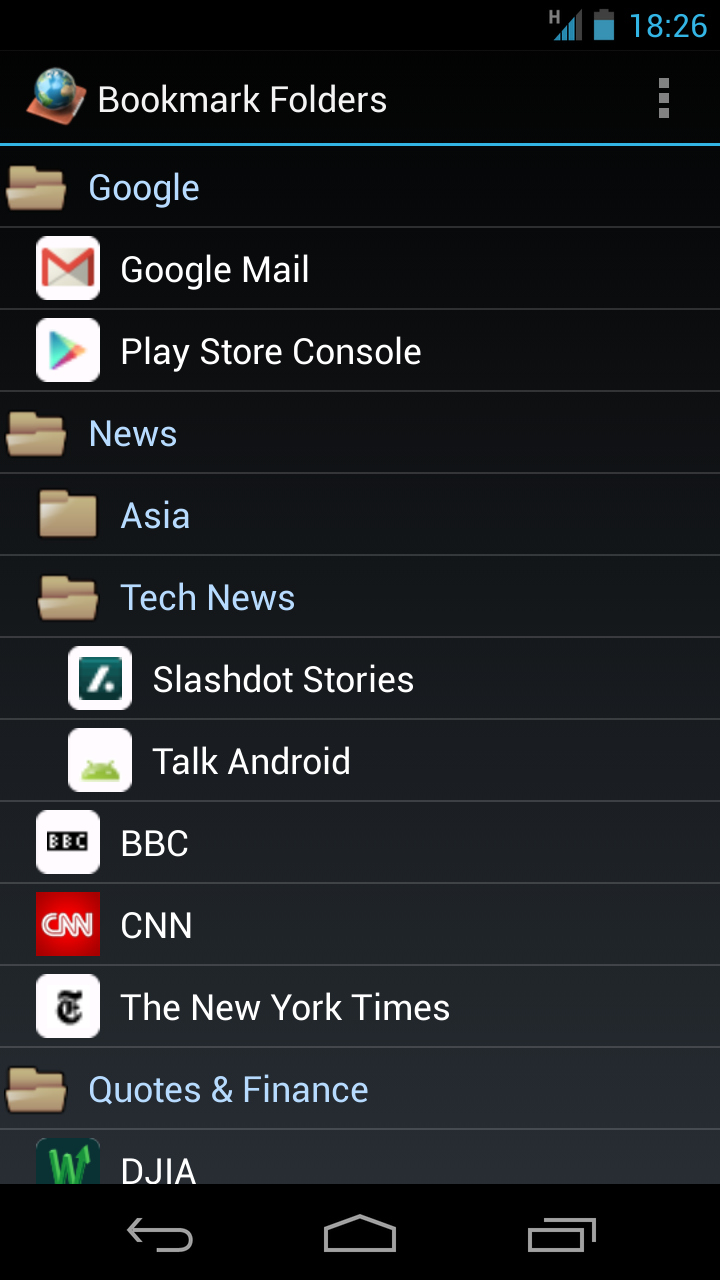 H 18:26
Bookmark Folders
Google
Google Mail
Play Store Console
News
Asia
Tech News
Slashdot Stories
Talk Android
BBC BBC
CNN CNN
The New York Times
Quotes & Finance
W DJIA